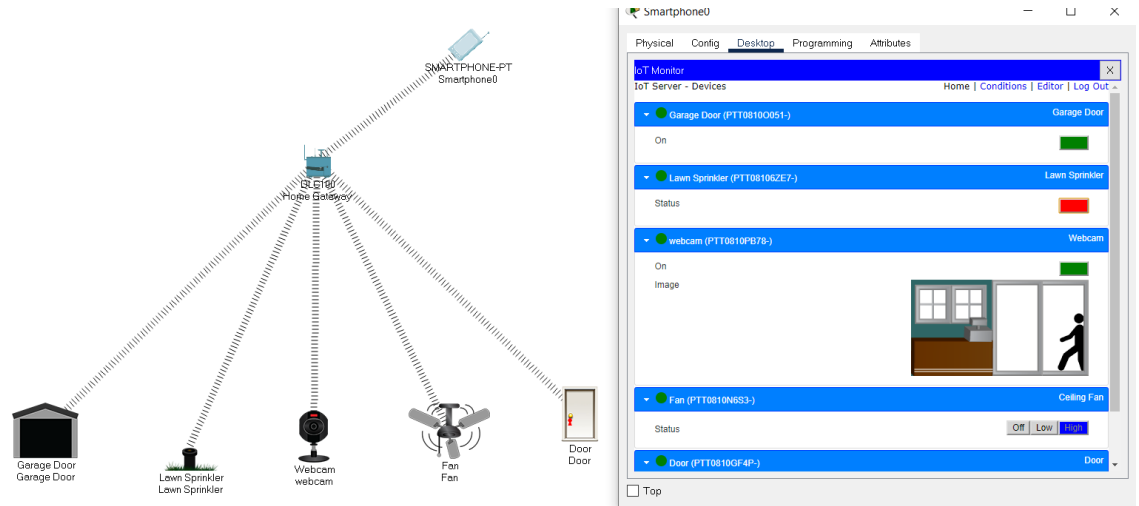 SMARTPHONE-PT
Smartphone0
DLC100
Home Gateway
Garage Door
Garage Door
Lawn Sprinkler
Lawn Sprinkler
Webcam
webcam
Fan
Fan
Door
Door
Smartphone0
Physical Config Desktop Programming Attributes
IoT Monitor X
IoT Server - Devices Home | Conditions | Editor | Log Out
Garage Door (PTT0810O051-) Garage Door
On
Lawn Sprinkler (PTT08106ZE7-) Lawn Sprinkler
Status
webcam (PTT0810PB78-) Webcam
On
Image
Fan (PTT0810N6S3-) Ceiling Fan
Status Off Low High
Door (PTT0810GF4P-) Door
Top